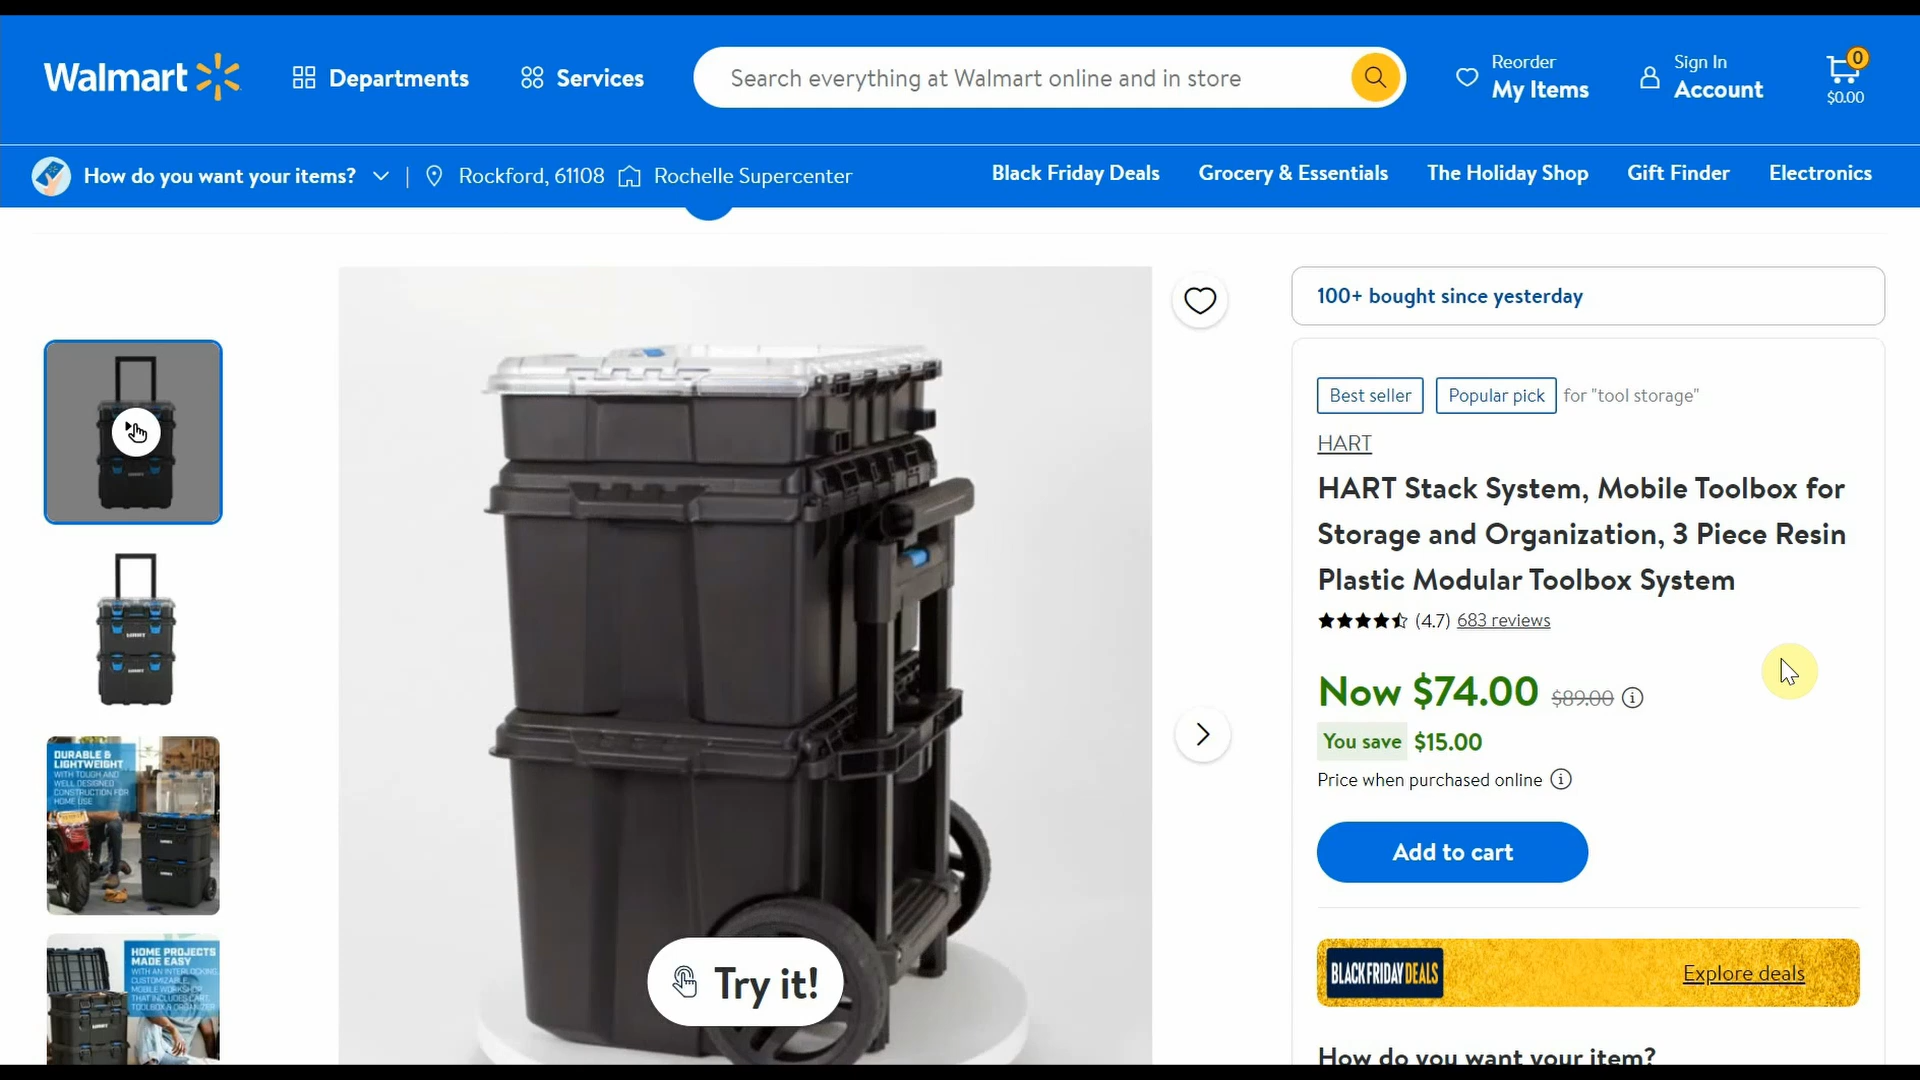 Walmart
Departments
Services
Search everything at Walmart online and in store
Reorder
My Items
Sign In
Account
0
$0.00
How do you want your items?
Rockford, 61108
Rochelle Supercenter
Black Friday Deals
Grocery & Essentials
The Holiday Shop
Gift Finder
Electronics
DURABLE &
LIGHTWEIGHT
WITH TOUGH AND
WELL DESIGNED
CONSTRUCTION FOR
HOME USE
HOME PROJECTS
MADE EASY
WITH AN INTERLOCKING,
CUSTOMIZABLE,
MOBILE WORKSHOP
THAT INCLUDES CART,
TOOLBOX & ORGANIZER
Try it!
100+ bought since yesterday
Best seller
Popular pick
for "tool storage"
HART
HART Stack System, Mobile Toolbox for
Storage and Organization, 3 Piece Resin
Plastic Modular Toolbox System
(4.7) 683 reviews
Now $74.00 $89.00
You save $15.00
Price when purchased online
Add to cart
BLACK FRIDAY DEALS
Explore deals
How do you want your item?